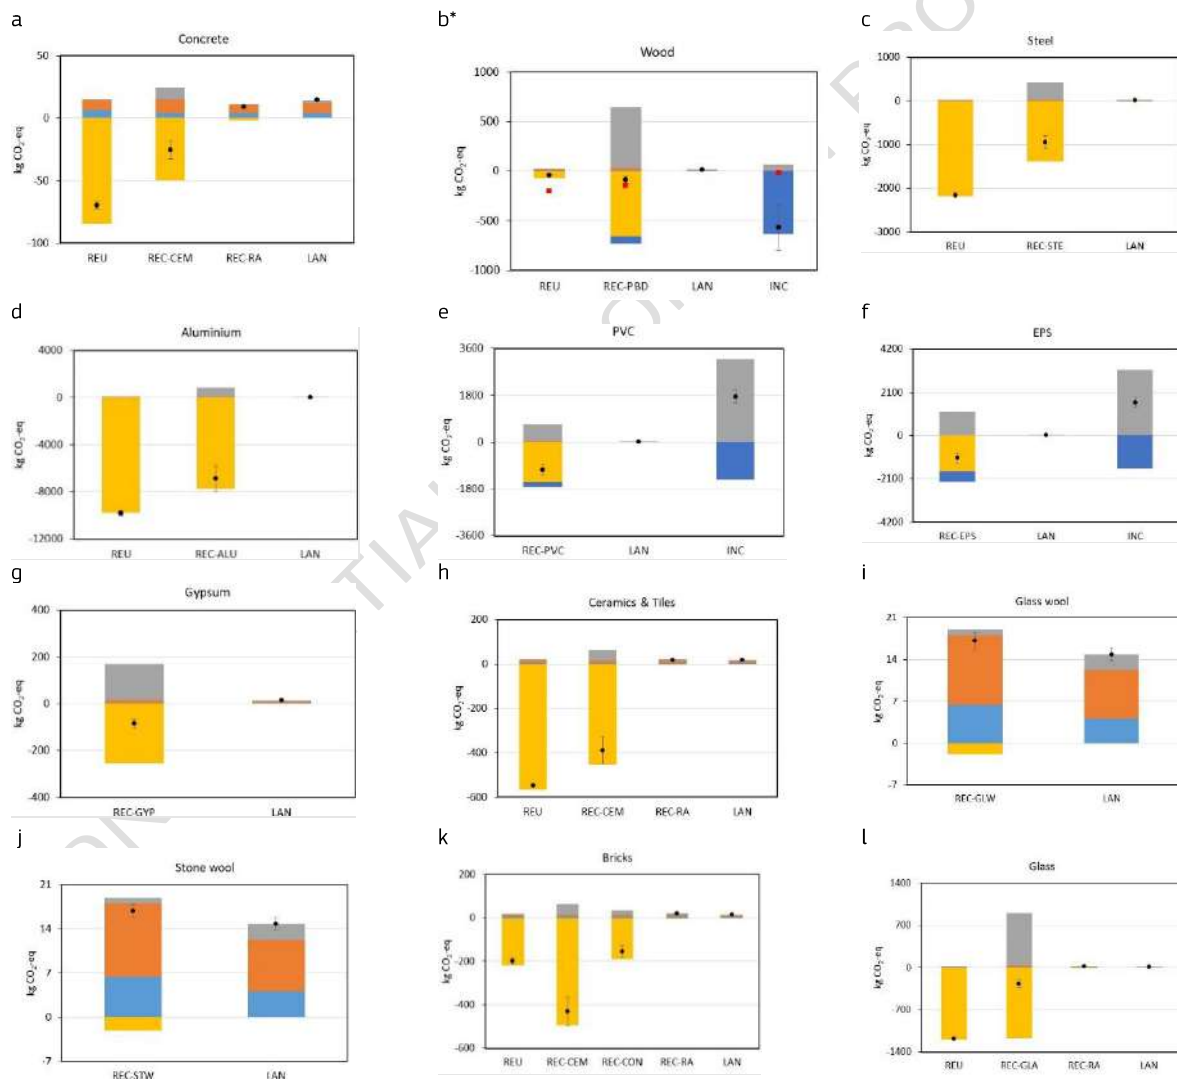 a
Concrete
50
0
-50
-100
kg CO₂-eq
REU REC-CEM REC-RA LAN
b*
Wood
1000
500
0
-500
-1000
kg CO₂-eq
REU REC-PBD LAN INC
c
Steel
1000
0
-1000
-2000
-3000
kg CO₂-eq
REU REC-STE LAN
d
Aluminium
4000
0
-4000
-8000
-12000
kg CO₂-eq
REU REC-ALU LAN
e
PVC
3600
1800
0
1800
-3600
kg CO₂-eq
REC-PVC LAN INC
f
EPS
4200
2100
0
-2100
-4200
kg CO₂-eq
REC-EPS LAN INC
g
Gypsum
400
200
0
-200
-400
kg CO₂-eq
REC-GYP LAN
h
Ceramics & Tiles
200
0
-200
-400
-600
kg CO₂-eq
REU REC-CEM REC-RA LAN
i
Glass wool
21
14
7
0
-7
kg CO₂-eq
REC-GLW LAN
j
Stone wool
21
14
7
0
-7
kg CO₂-eq
REC-STW LAN
k
Bricks
200
0
-200
-400
-600
kg CO₂-eq
REU REC-CEM REC-CON REC-RA LAN
l
Glass
1400
700
0
-700
-1400
kg CO₂-eq
REU REC-GLA REC-RA LAN